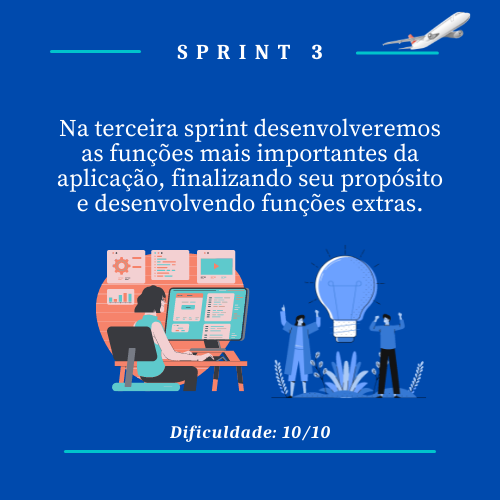 SPRINT 3
Na terceira sprint desenvolveremos
as funções mais importantes da
aplicação, finalizando seu propósito
e desenvolvendo funções extras.
Dificuldade: 10/10